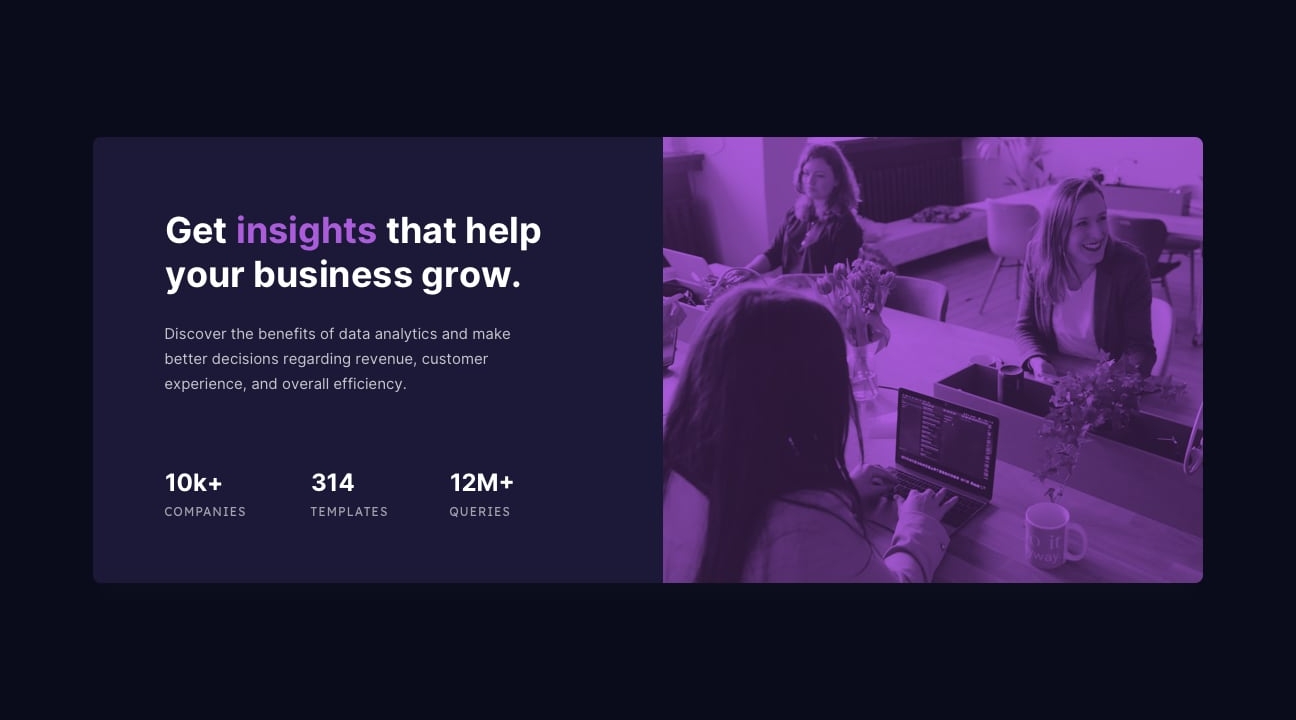 Get insights that help
your business grow.
Discover the benefits of data analytics and make
better decisions regarding revenue, customer
experience, and overall efficiency.
10k+ 314 12M+
COMPANIES TEMPLATES QUERIES